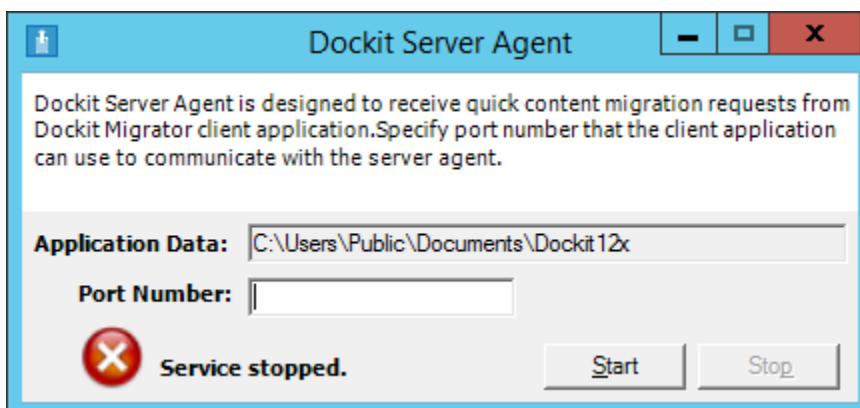 Dockit Server Agent
Dockit Server Agent is designed to receive quick content migration requests from
Dockit Migrator client application.Specify port number that the client application
can use to communicate with the server agent.
Application Data: C:\Users\Public\Documents\Dockit12x
Port Number:
Service stopped. Start Stop